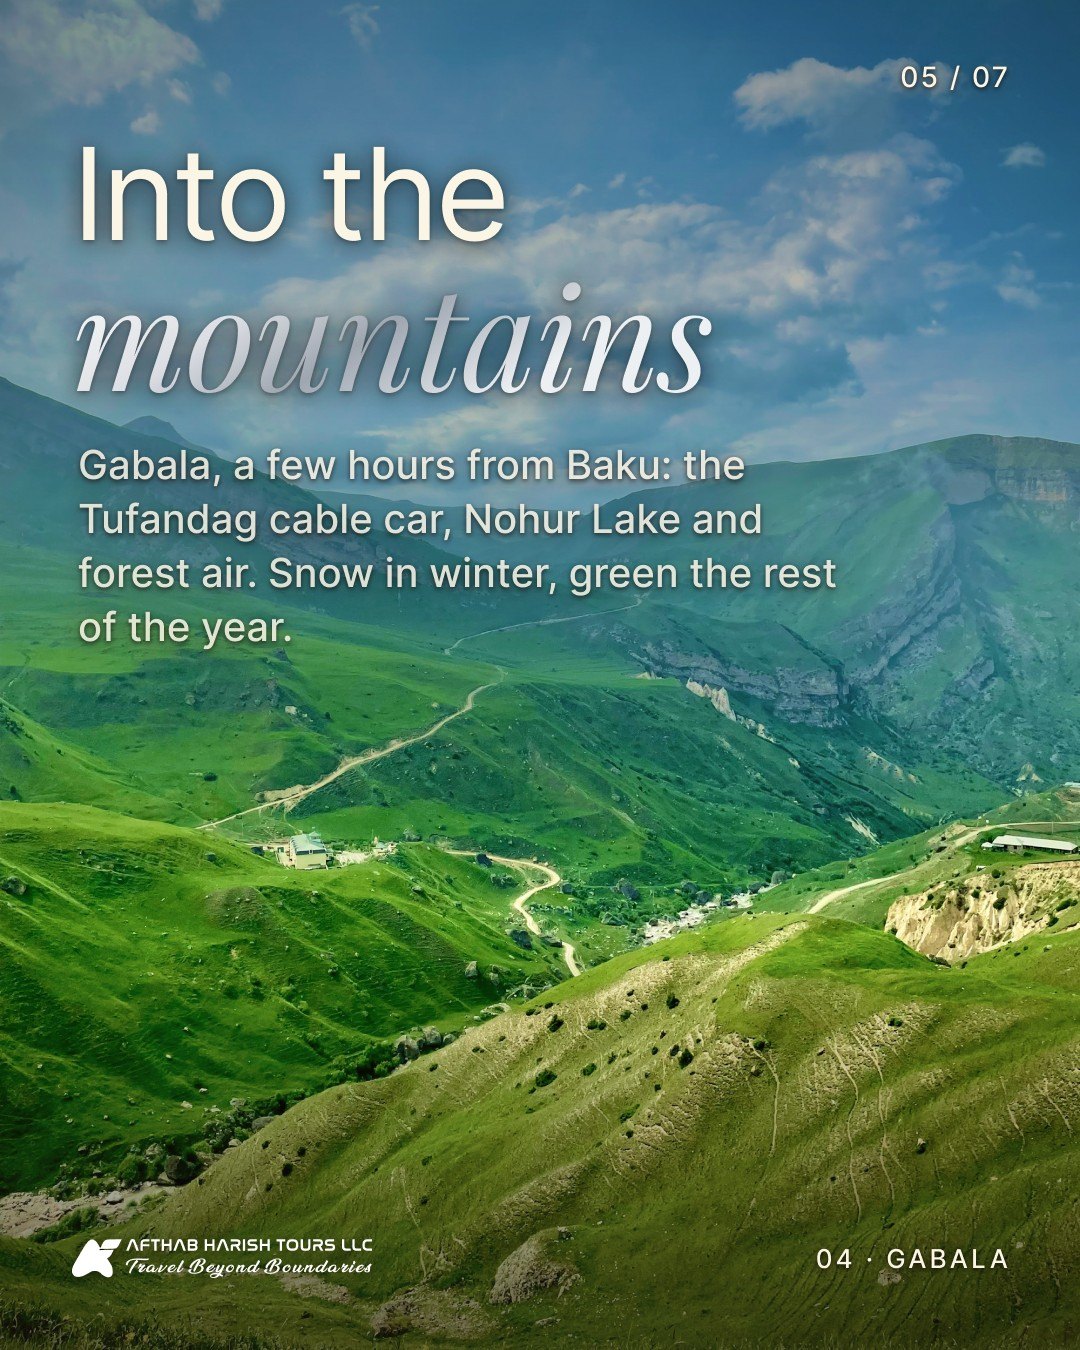 05 / 07
Into the
mountains
Gabala, a few hours from Baku: the
Tufandag cable car, Nohur Lake and
forest air. Snow in winter, green the rest
of the year.
AFTHAB HARISH TOURS LLC
Travel Beyond Boundaries
04 · GABALA